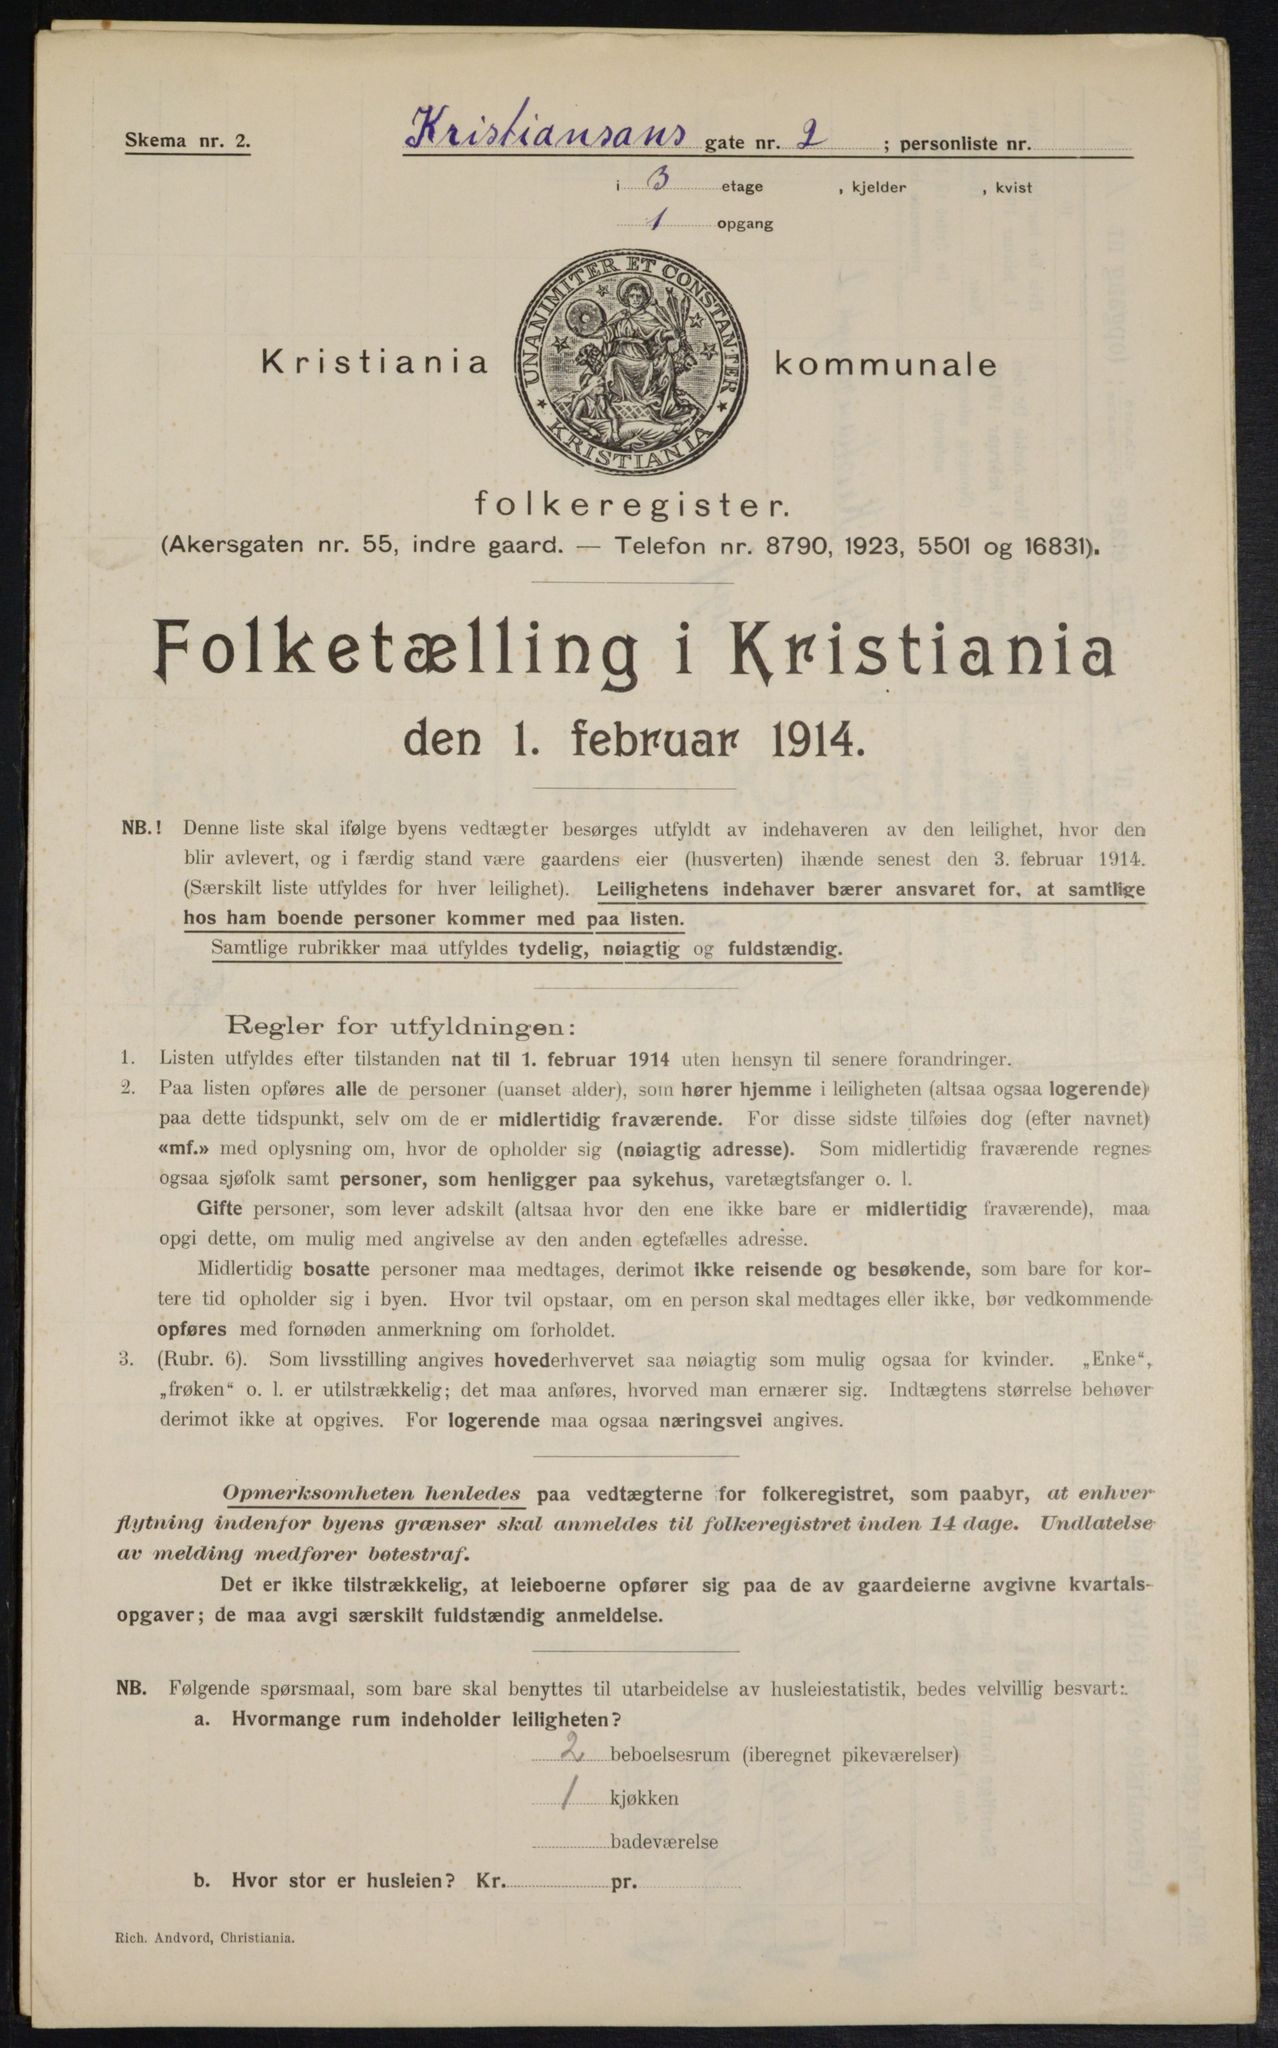 Skema nr. 2.
Kristiansans gate nr. 2 ; personliste nr.
i 3 etage , kjelder , kvist
1 opgang
UNANIMITER ET CONSTANTER
KRISTIANIA
Kristiania kommunale
folkeregister.
(Akersgaten nr. 55, indre gaard. — Telefon nr. 8790, 1923, 5501 og 16831).
Folketælling i Kristiania
den 1. februar 1914.
NB.! Denne liste skal ifølge byens vedtægter besørges utfyldt av indehaveren av den leilighet, hvor den
blir avlevert, og i færdig stand være gaardens eier (husverten) ihænde senest den 3. februar 1914.
(Særskilt liste utfyldes for hver leilighet). Leilighetens indehaver bærer ansvaret for, at samtlige
hos ham boende personer kommer med paa listen.
Samtlige rubrikker maa utfyldes tydelig, nøiagtig og fuldstændig.
Regler for utfyldningen:
1. Listen utfyldes efter tilstanden nat til 1. februar 1914 uten hensyn til senere forandringer.
2. Paa listen opføres alle de personer (uanset alder), som hører hjemme i leiligheten (altsaa ogsaa logerende)
paa dette tidspunkt, selv om de er midlertidig fraværende. For disse sidste tilføies dog (efter navnet)
«mf.» med oplysning om, hvor de opholder sig (nøiagtig adresse). Som midlertidig fraværende regnes
ogsaa sjøfolk samt personer, som henligger paa sykehus, varetægtsfanger o. l.
Gifte personer, som lever adskilt (altsaa hvor den ene ikke bare er midlertidig fraværende), maa
opgi dette, om mulig med angivelse av den anden egtefælles adresse.
Midlertidig bosatte personer maa medtages, derimot ikke reisende og besøkende, som bare for kor-
tere tid opholder sig i byen. Hvor tvil opstaar, om en person skal medtages eller ikke, bør vedkommende
opføres med fornøden anmerkning om forholdet.
3. (Rubr. 6). Som livsstilling angives hovederhvervet saa nøiagtig som mulig ogsaa for kvinder. „Enke“,
„frøken“ o. l. er utilstrækkelig; det maa anføres, hvorved man ernærer sig. Indtægtens størrelse behøver
derimot ikke at opgives. For logerende maa ogsaa næringsvei angives.
Opmerksomheten henledes paa vedtægterne for folkeregistret, som paabyr, at enhver
flytning indenfor byens grænser skal anmeldes til folkeregistret inden 14 dage. Undlatelse
av melding medfører bøtestraf.
Det er ikke tilstrækkelig, at leieboerne opfører sig paa de av gaardeierne avgivne kvartals-
opgaver; de maa avgi særskilt fuldstændig anmeldelse.
NB. Følgende spørsmaal, som bare skal benyttes til utarbeidelse av husleiestatistik, bedes velvillig besvart:
a. Hvormange rum indeholder leiligheten?
2 beboelsesrum (iberegnet pikeværelser)
1 kjøkken
badeværelse
b. Hvor stor er husleien? Kr. pr.
Rich. Andvord, Christiania.